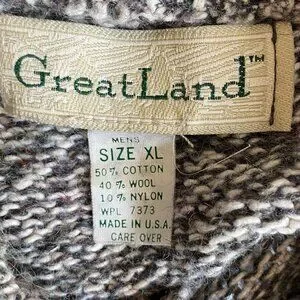 GreatLand™
MENS
SIZE XL
50% COTTON
40% WOOL
10% NYLON
WPL 7373
MADE IN U.S.A.
CARE OVER